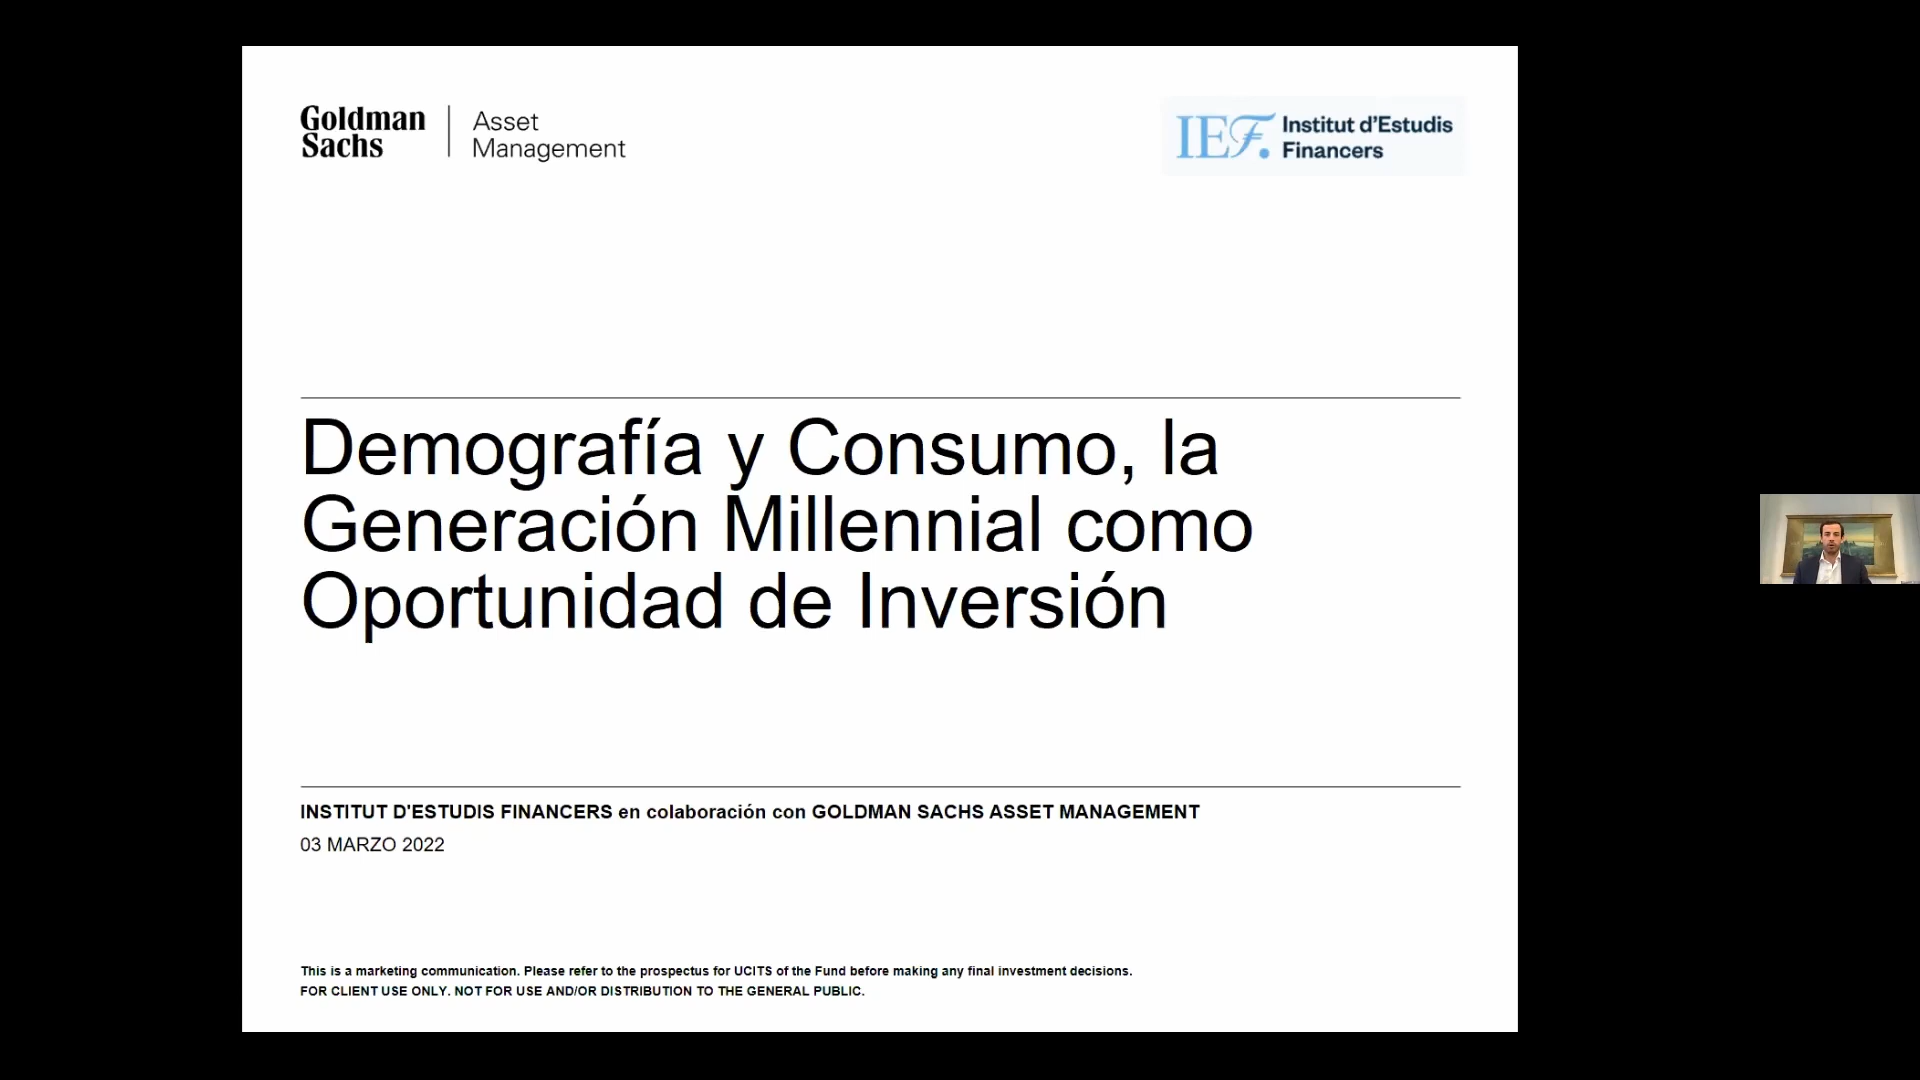 Goldman
Sachs
Asset
Management
IEF.
Institut d'Estudis
Financers
Demografía y Consumo, la
Generación Millennial como
Oportunidad de Inversión
INSTITUT D'ESTUDIS FINANCERS en colaboración con GOLDMAN SACHS ASSET MANAGEMENT
03 MARZO 2022
This is a marketing communication. Please refer to the prospectus for UCITS of the Fund before making any final investment decisions.
FOR CLIENT USE ONLY. NOT FOR USE AND/OR DISTRIBUTION TO THE GENERAL PUBLIC.